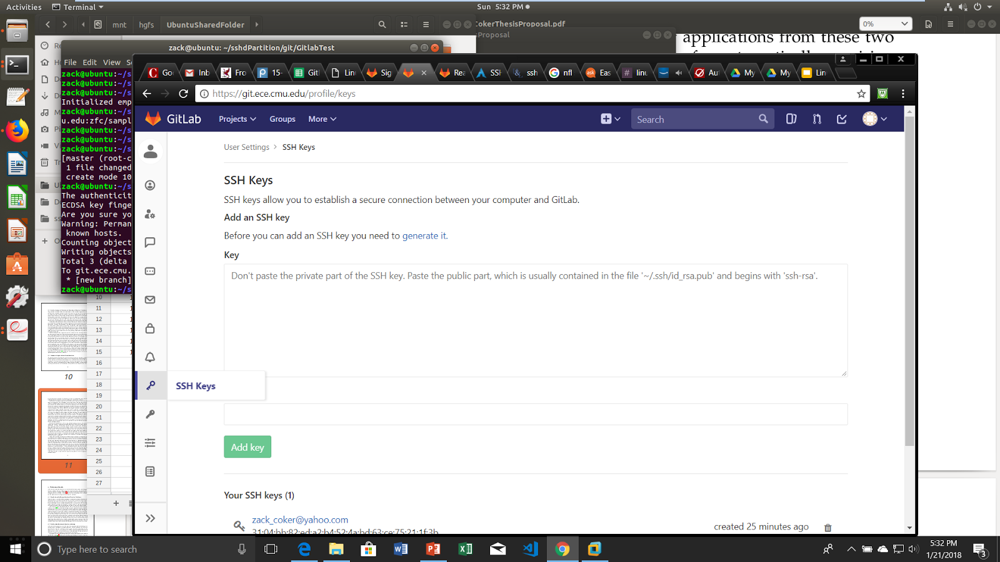 Activities Terminal Sun 5:32 PM
mnt hgfs UbuntuSharedFolder
CokerThesisProposal.pdf
0%
sProposal
applications from these two
zack@ubuntu: ~/sshdPartition/git/GitlabTest
File Edit View
zack@ubuntu:~/s
zack@ubuntu:~/s
zack@ubuntu:~/s
Initialized emp
zack@ubuntu:~/s
u.edu:zfc/sampl
zack@ubuntu:~/s
zack@ubuntu:~/s
zack@ubuntu:~/s
[master (root-c
1 file changed
create mode 10
zack@ubuntu:~/s
The authenticit
ECDSA key finge
Are you sure yo
Warning: Perman
known hosts.
Counting object
Writing objects
Total 3 (delta
To git.ece.cmu.
* [new branch]
zack@ubuntu:~/s
10
11
12
13
14
15
16
17
18
19
20
21
22
23
24
25
26
27
10
11
Go Inb Fro 15- Gitl Lin Sig Rea SSH ssh nfl Eas linu Au My My Lin
https://git.ece.cmu.edu/profile/keys
GitLab Projects Groups More Search
User Settings > SSH Keys
SSH Keys
SSH keys allow you to establish a secure connection between your computer and GitLab.
Add an SSH key
Before you can add an SSH key you need to generate it.
Key
Don't paste the private part of the SSH key. Paste the public part, which is usually contained in the file '~/.ssh/id_rsa.pub' and begins with 'ssh-rsa'.
SSH Keys
Add key
Your SSH keys (1)
zack_coker@yahoo.com
31:04:bb:82:ed:a2:b4:52:4a:bd:63:ce:75:21:1f:3b
created 25 minutes ago
Type here to search
5:32 PM
1/21/2018
3